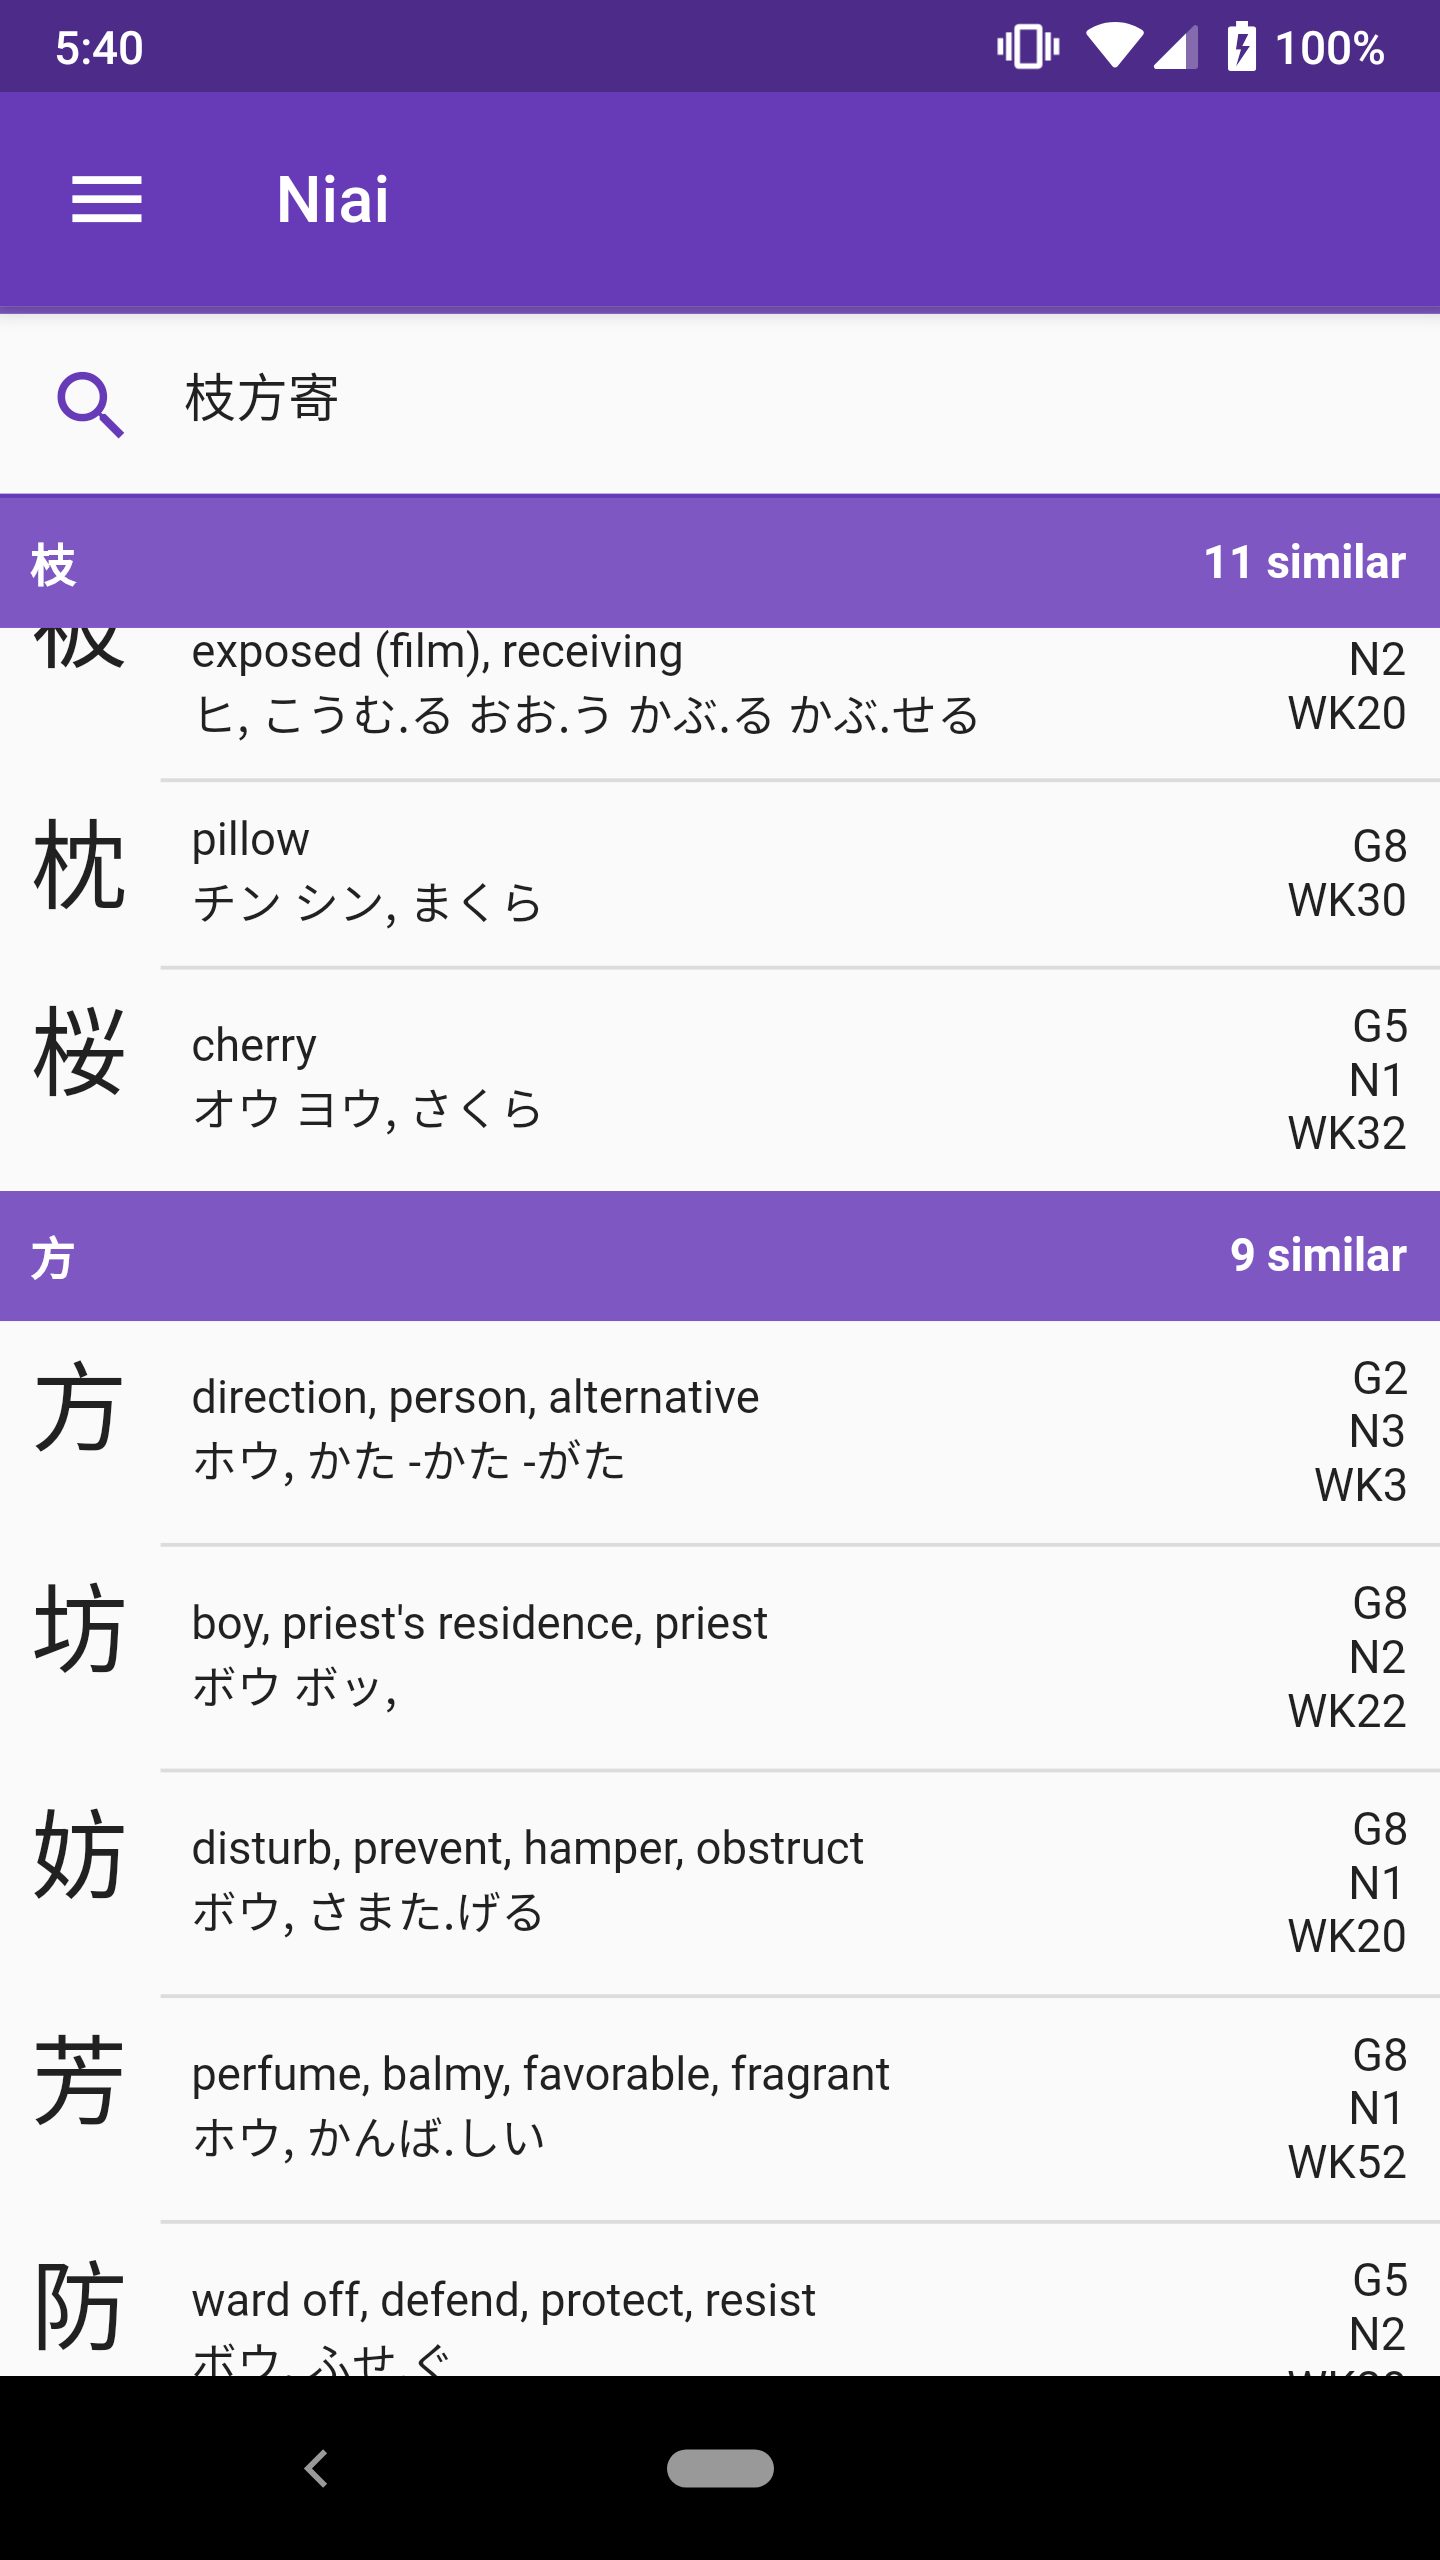 5:40 100%
Niai
枝方寄
枝 11 similar
exposed (film), receiving N2
ヒ, こうむ.る おお.う かぶ.る かぶ.せる WK20
枕 pillow G8
チン シン, まくら WK30
桜 cherry G5
N1
オウ ヨウ, さくら WK32
方 9 similar
方 direction, person, alternative G2
N3
ホウ, かた -かた -がた WK3
坊 boy, priest's residence, priest G8
N2
ボウ ボッ, WK22
妨 disturb, prevent, hamper, obstruct G8
N1
ボウ, さまた.げる WK20
芳 perfume, balmy, favorable, fragrant G8
N1
ホウ, かんば.しい WK52
防 ward off, defend, protect, resist G5
N2
ボウ, ふせ.ぐ